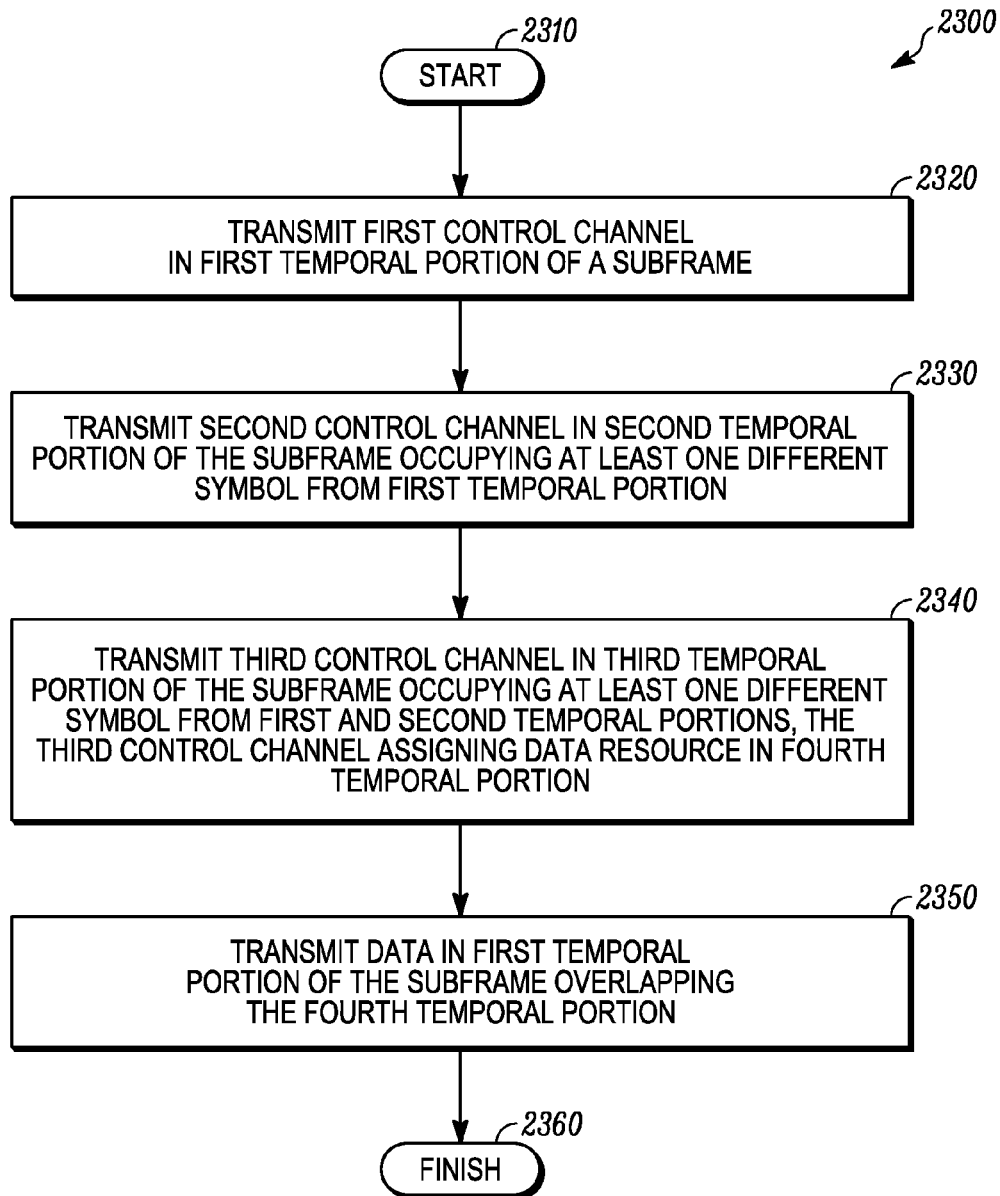 2310
2300
START
2320
TRANSMIT FIRST CONTROL CHANNEL
IN FIRST TEMPORAL PORTION OF A SUBFRAME
2330
TRANSMIT SECOND CONTROL CHANNEL IN SECOND TEMPORAL
PORTION OF THE SUBFRAME OCCUPYING AT LEAST ONE DIFFERENT
SYMBOL FROM FIRST TEMPORAL PORTION
2340
TRANSMIT THIRD CONTROL CHANNEL IN THIRD TEMPORAL
PORTION OF THE SUBFRAME OCCUPYING AT LEAST ONE DIFFERENT
SYMBOL FROM FIRST AND SECOND TEMPORAL PORTIONS, THE
THIRD CONTROL CHANNEL ASSIGNING DATA RESOURCE IN FOURTH
TEMPORAL PORTION
2350
TRANSMIT DATA IN FIRST TEMPORAL
PORTION OF THE SUBFRAME OVERLAPPING
THE FOURTH TEMPORAL PORTION
2360
FINISH